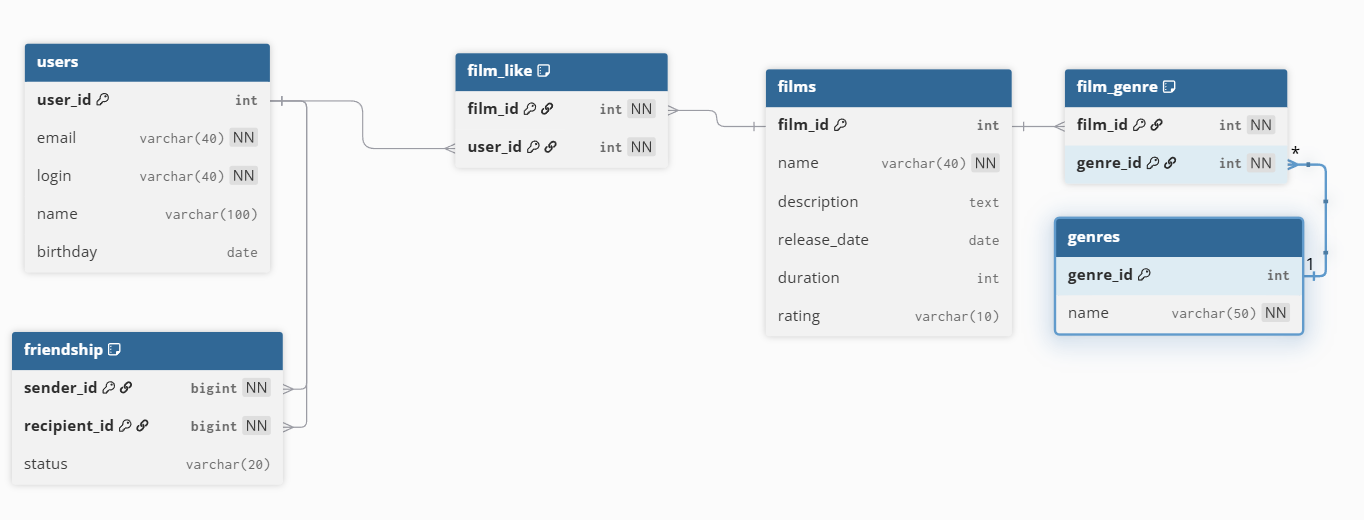 users
user_id int
email varchar(40) NN
login varchar(40) NN
name varchar(100)
birthday date
friendship
sender_id bigint NN
recipient_id bigint NN
status varchar(20)
film_like
film_id int NN
user_id int NN
films
film_id int
name varchar(40) NN
description text
release_date date
duration int
rating varchar(10)
film_genre
film_id int NN
genre_id int NN
*
genres
1
genre_id int
name varchar(50) NN